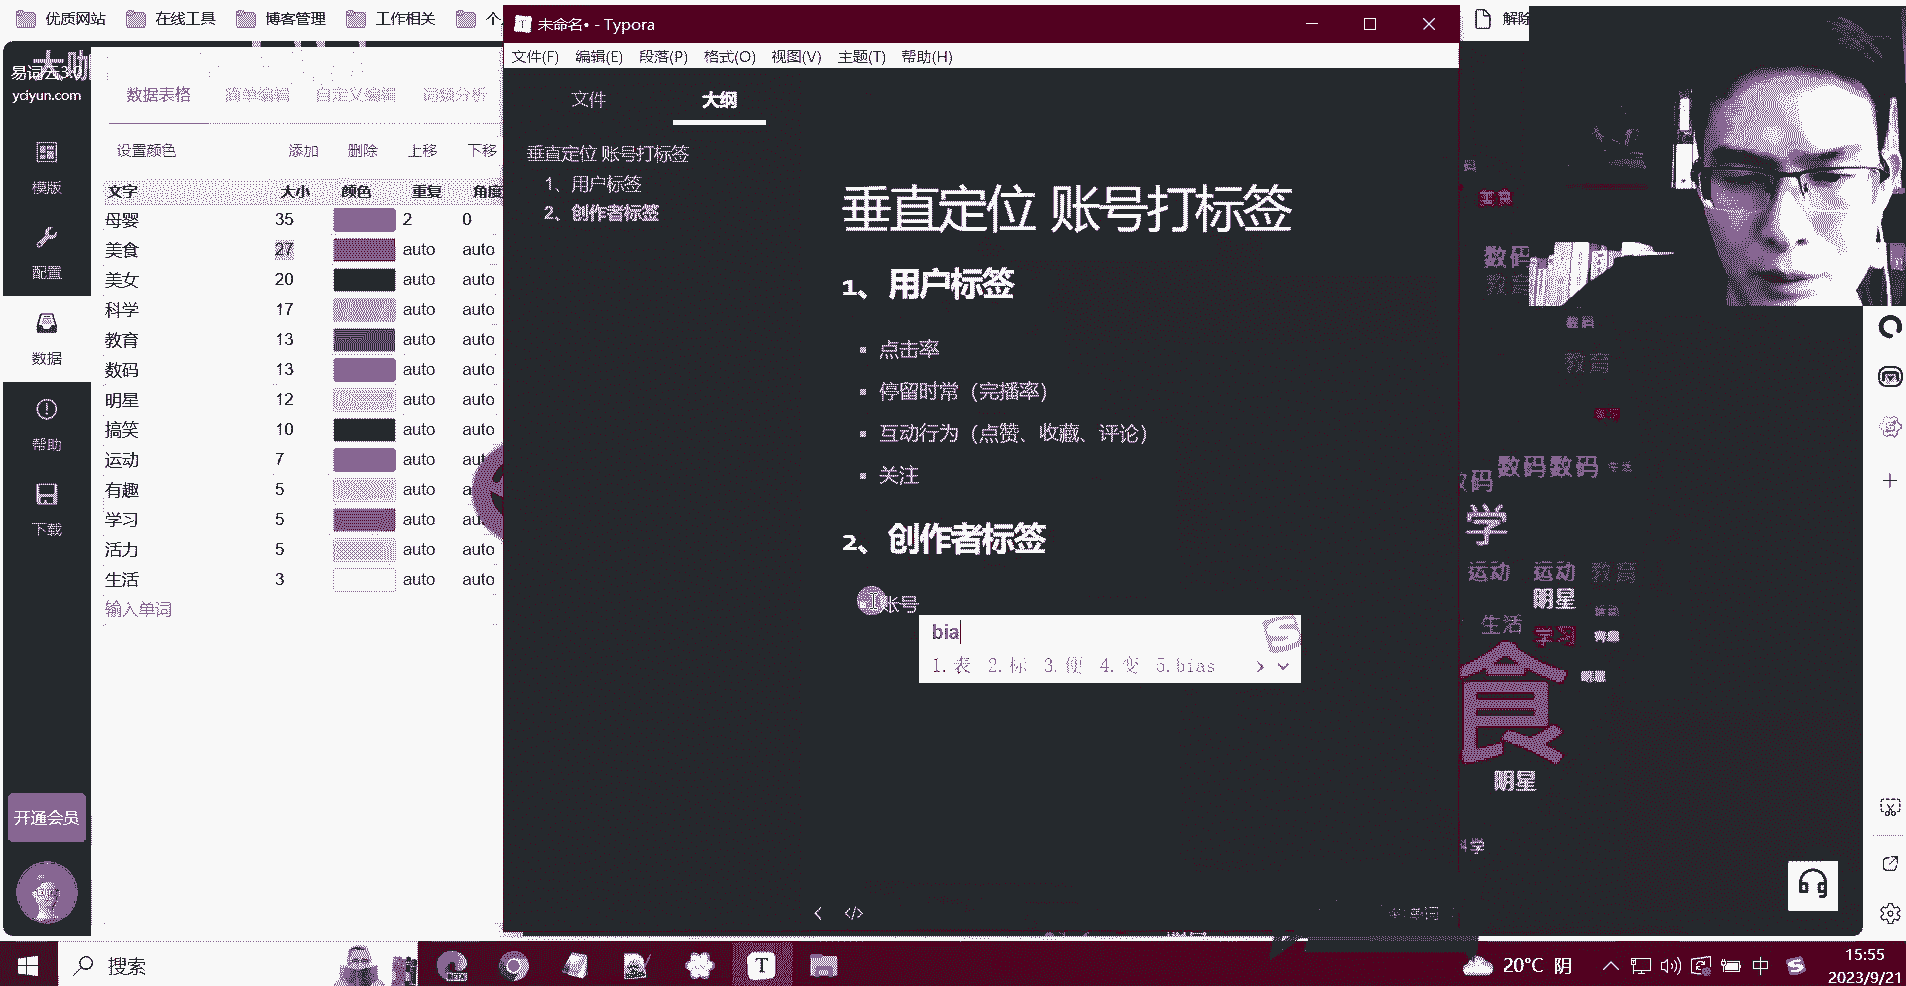 优质网站 在线工具 博客管理 工作相关
未命名• - Typora
解除
文件(F) 编辑(E) 段落(P) 格式(O) 视图(V) 主题(T) 帮助(H)
易词云3.0
yciyun.com
数据表格 简单编辑 自定义编辑 词频分析
设置颜色 添加 删除 上移 下移
文字 大小 颜色 重复 角度
母婴 35 2 0
美食 27 auto auto
美女 20 auto auto
科学 17 auto auto
教育 13 auto auto
数码 13 auto auto
明星 12 auto auto
搞笑 10 auto auto
运动 7 auto
有趣 5 auto
学习 5 auto
活力 5 auto auto
生活 3 auto auto
输入单词
模版
配置
数据
帮助
下载
开通会员
文件 大纲
垂直定位 账号打标签
1、用户标签
2、创作者标签
垂直定位 账号打标签
1、用户标签
点击率
停留时常（完播率）
互动行为（点赞、收藏、评论）
关注
2、创作者标签
账号
bia
1.表 2.标 3.便 4.变 5.bias
美食
数码
教育
教育
数码 数码
学
运动 运动 教育
明星
生活 学习
食
明星
搜索
T
20°C 阴
中
15:55
2023/9/21